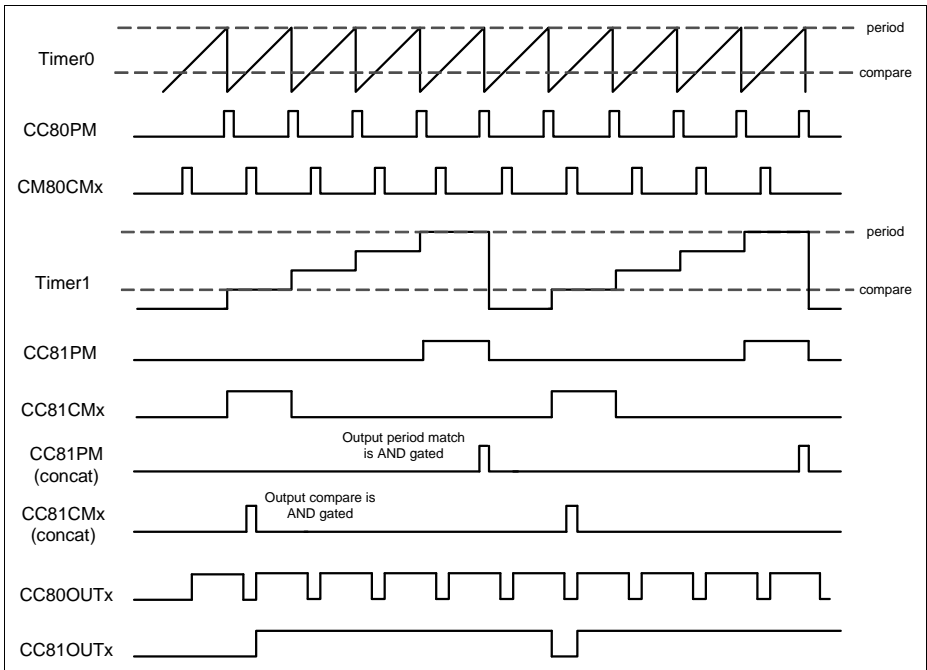 period
Timer0
compare
CC80PM
CM80CMx
period
Timer1
compare
CC81PM
CC81CMx
Output period match
is AND gated
CC81PM
(concat)
Output compare is
AND gated
CC81CMx
(concat)
CC80OUTx
CC81OUTx